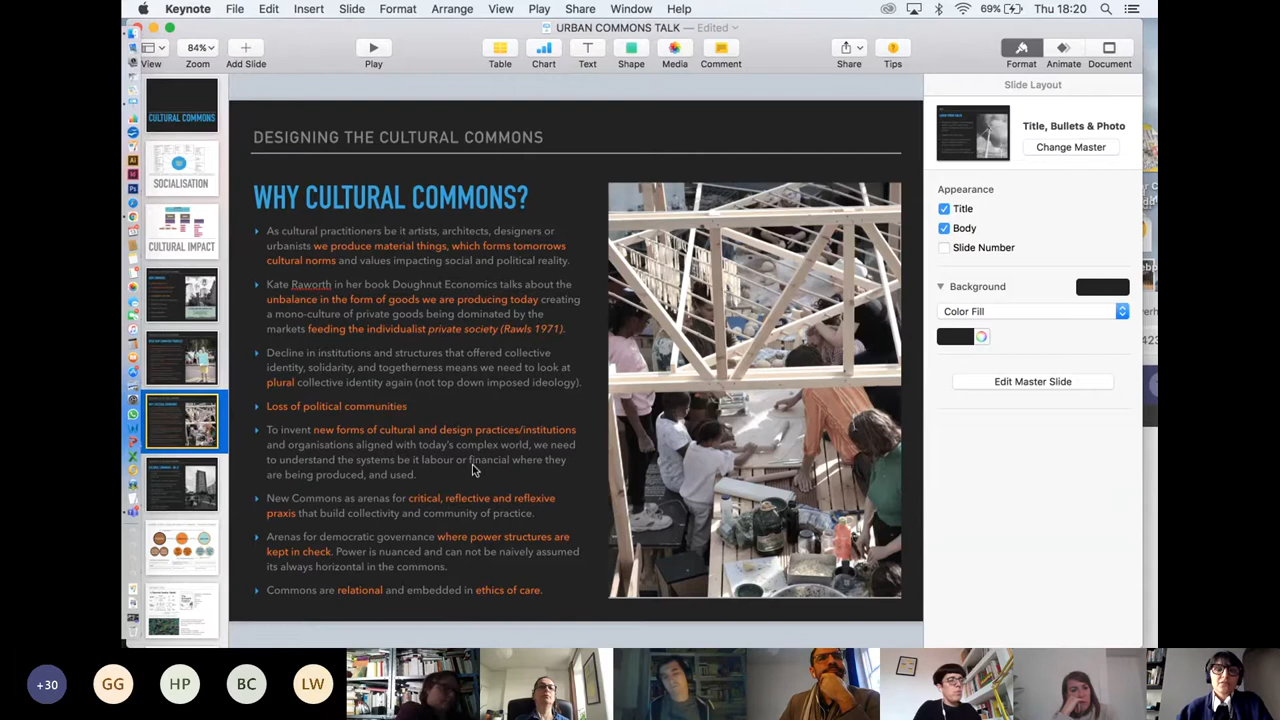 Keynote File Edit Insert Slide Format Arrange View Play Share Window Help 69% Thu 18:20
URBAN COMMONS TALK — Edited
84%
View Zoom Add Slide Play Table Chart Text Shape Media Comment Share Tips Format Animate Document
CULTURAL COMMONS
SOCIALISATION
CULTURAL IMPACT
DESIGNING THE CULTURAL COMMONS
WHY CULTURAL COMMONS?
As cultural practitioners be it artists, architects, designers or
urbanists we produce material things, which forms tomorrows
cultural norms and values impacting social and political reality.
Kate Raworth in her book Doughnut Economics talks about the
unbalance in the form of goods we are producing today creating
a mono-culture of private goods being dominated by the
markets feeding the individualist private society (Rawls 1971).
Decline in institutions and structures that offered collective
identity, solidarity, and togetherness means we need to look at
plural collective identity again (not top down imposed ideology).
Loss of political communities
To invent new forms of cultural and design practices/institutions
and organisations aligned with today's complex world, we need
to understand the systems be it labour or financial where they
are being produced, and used.
New Commons as arenas for critical, reflective and reflexive
praxis that build collectivity and community of practice.
Arenas for democratic governance where power structures are
kept in check. Power is nuanced and can not be naively assumed
its always horizontal in the commons.
Commons are relational and embedded in ethics of care.
Slide Layout
Title, Bullets & Photo
Change Master
Appearance
Title
Body
Slide Number
Background
Color Fill
Edit Master Slide
+30 GG HP BC LW